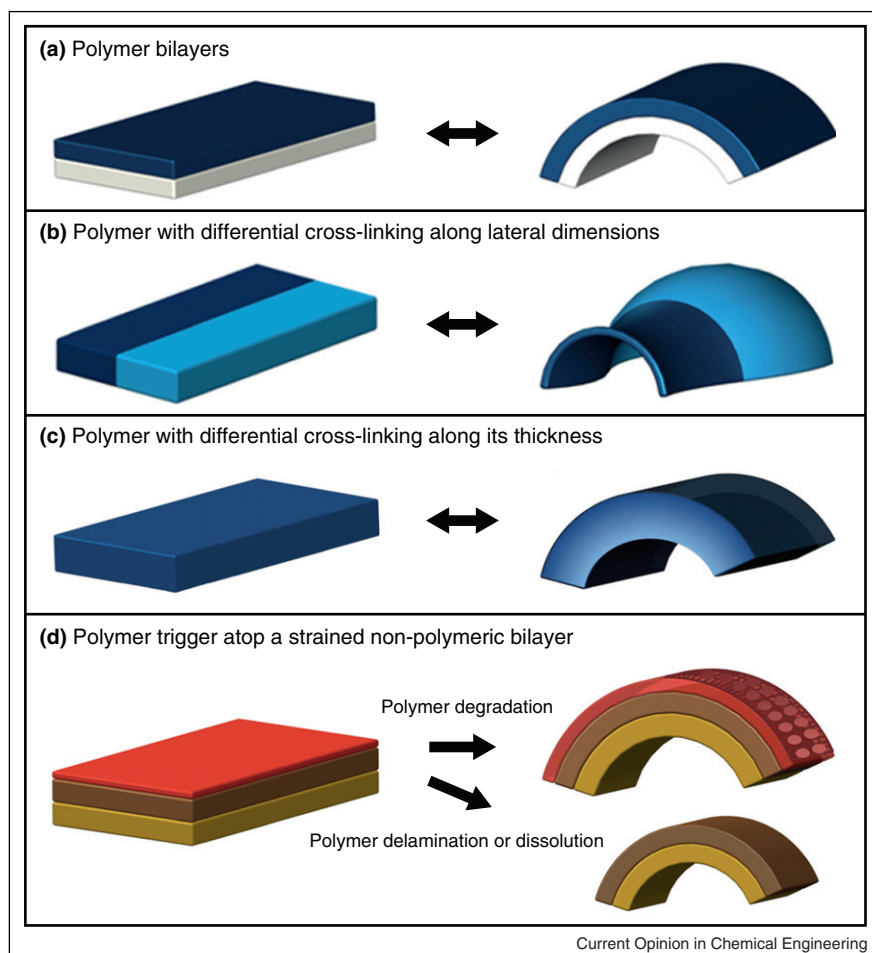 (a) Polymer bilayers
(b) Polymer with differential cross-linking along lateral dimensions
(c) Polymer with differential cross-linking along its thickness
(d) Polymer trigger atop a strained non-polymeric bilayer
Polymer degradation
Polymer delamination or dissolution
Current Opinion in Chemical Engineering